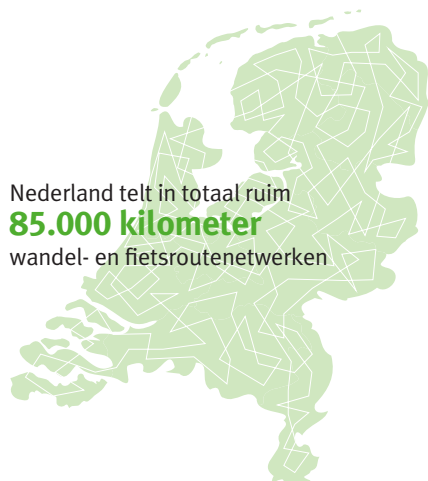 Nederland telt in totaal ruim
85.000 kilometer
wandel- en fietsroutenetwerken